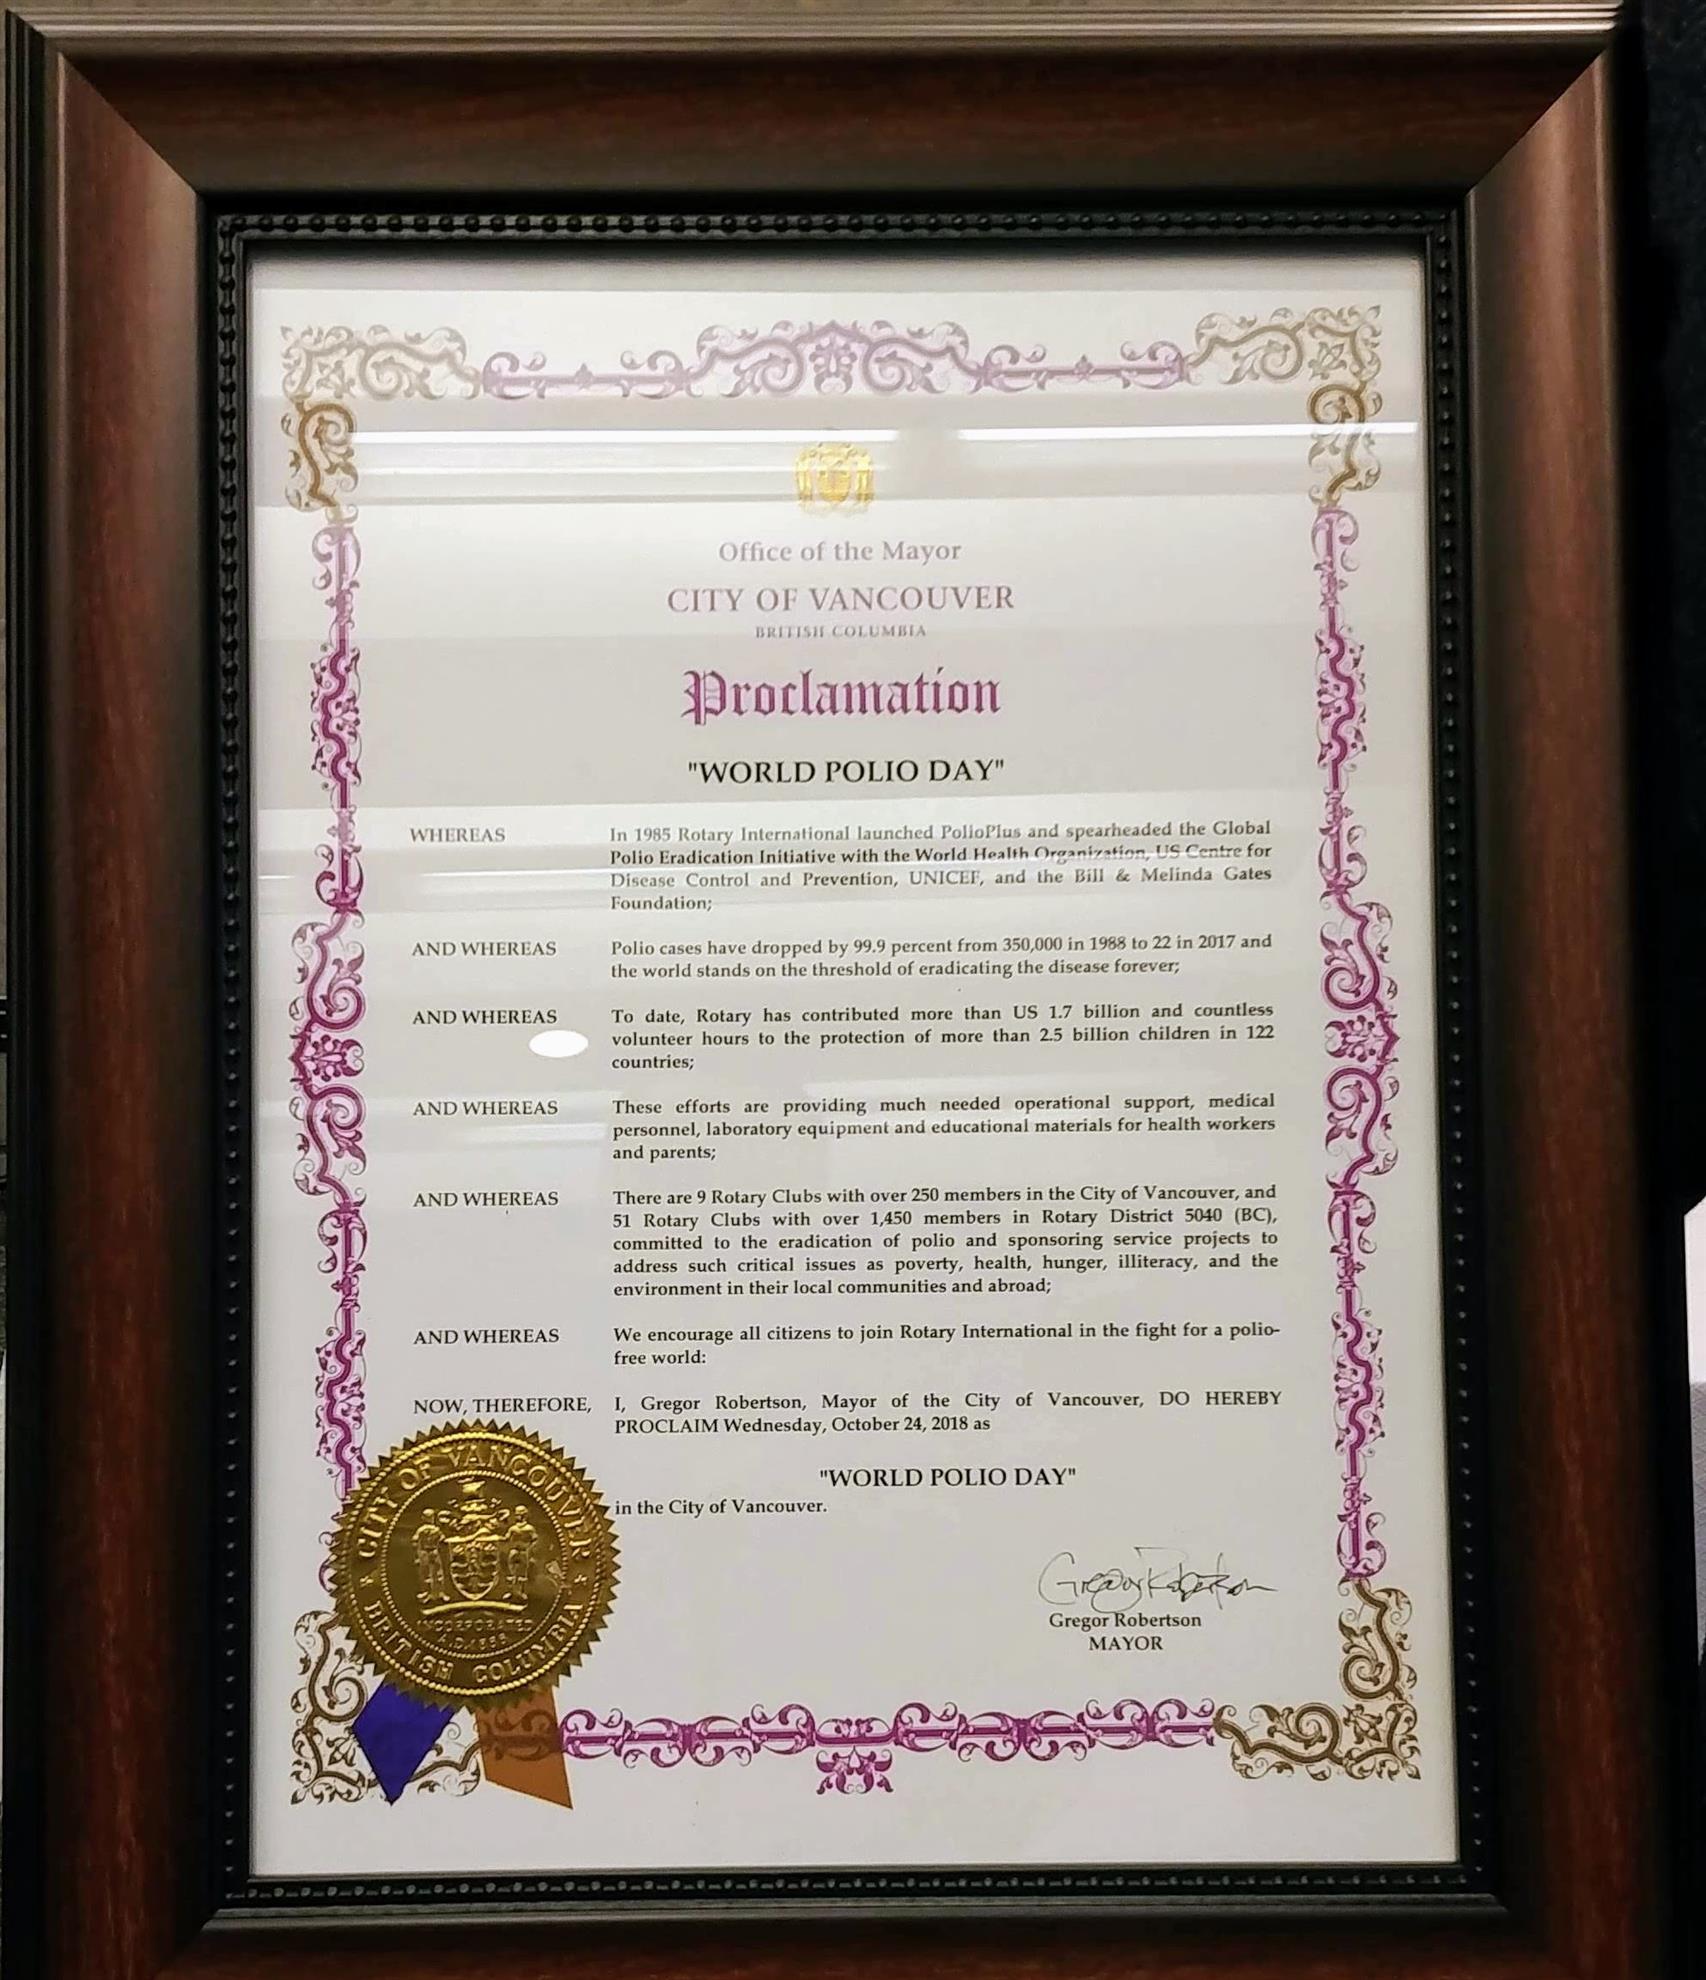 Office of the Mayor
CITY OF VANCOUVER
BRITISH COLUMBIA
Proclamation
"WORLD POLIO DAY"
WHEREAS In 1985 Rotary International launched PolioPlus and spearheaded the Global
Polio Eradication Initiative with the World Health Organization, US Centre for
Disease Control and Prevention, UNICEF, and the Bill & Melinda Gates
Foundation;
AND WHEREAS Polio cases have dropped by 99.9 percent from 350,000 in 1988 to 22 in 2017 and
the world stands on the threshold of eradicating the disease forever;
AND WHEREAS To date, Rotary has contributed more than US 1.7 billion and countless
volunteer hours to the protection of more than 2.5 billion children in 122
countries;
AND WHEREAS These efforts are providing much needed operational support, medical
personnel, laboratory equipment and educational materials for health workers
and parents;
AND WHEREAS There are 9 Rotary Clubs with over 250 members in the City of Vancouver, and
51 Rotary Clubs with over 1,450 members in Rotary District 5040 (BC),
committed to the eradication of polio and sponsoring service projects to
address such critical issues as poverty, health, hunger, illiteracy, and the
environment in their local communities and abroad;
AND WHEREAS We encourage all citizens to join Rotary International in the fight for a polio-
free world:
NOW, THEREFORE, I, Gregor Robertson, Mayor of the City of Vancouver, DO HEREBY
PROCLAIM Wednesday, October 24, 2018 as
"WORLD POLIO DAY"
in the City of Vancouver.
Gregor Robertson
Gregor Robertson
MAYOR
CITY OF VANCOUVER
INCORPORATED
A.D. 1886
BRITISH COLUMBIA